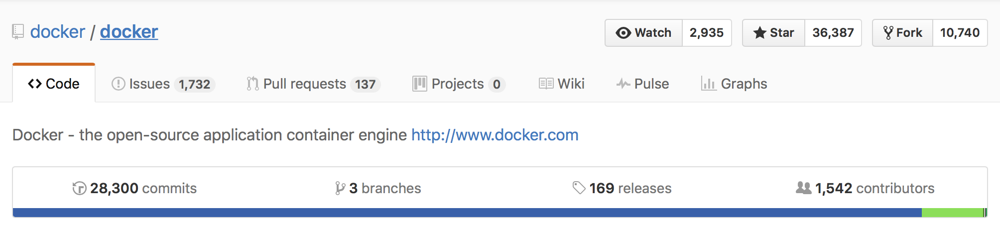 docker / docker Watch 2,935 Star 36,387 Fork 10,740
Code Issues 1,732 Pull requests 137 Projects 0 Wiki Pulse Graphs
Docker - the open-source application container engine http://www.docker.com
28,300 commits 3 branches 169 releases 1,542 contributors